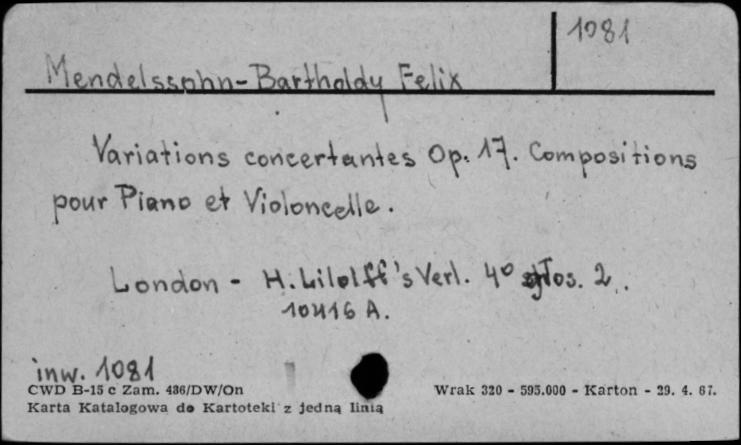 1081
Mendelssohn-Bartholdy Felix
Variations concertantes Op. 17. Compositions
pour Piano et Violoncelle.
London - H. Lilolff's Verl. 4° głos. 2.
10416 A.
inw. 1081
CWD B-15 c Zam. 436/DW/On
Wrak 320 - 595.000 - Karton - 29. 4. 67.
Karta Katalogowa do Kartoteki z jedną linią